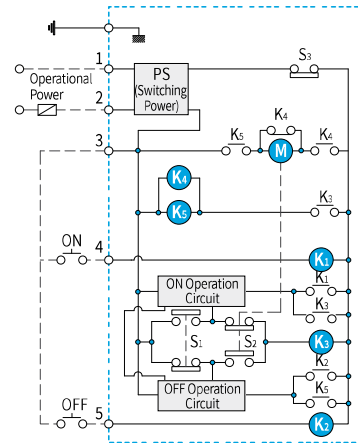 S3
1
PS
(Switching
Power)
Operational
Power
2
K4
3
K5
M
K4
K4
K5
K3
ON
4
K1
ON Operation
Circuit
K1
K3
S1
S2
K3
K2
OFF Operation
Circuit
K5
OFF
5
K2